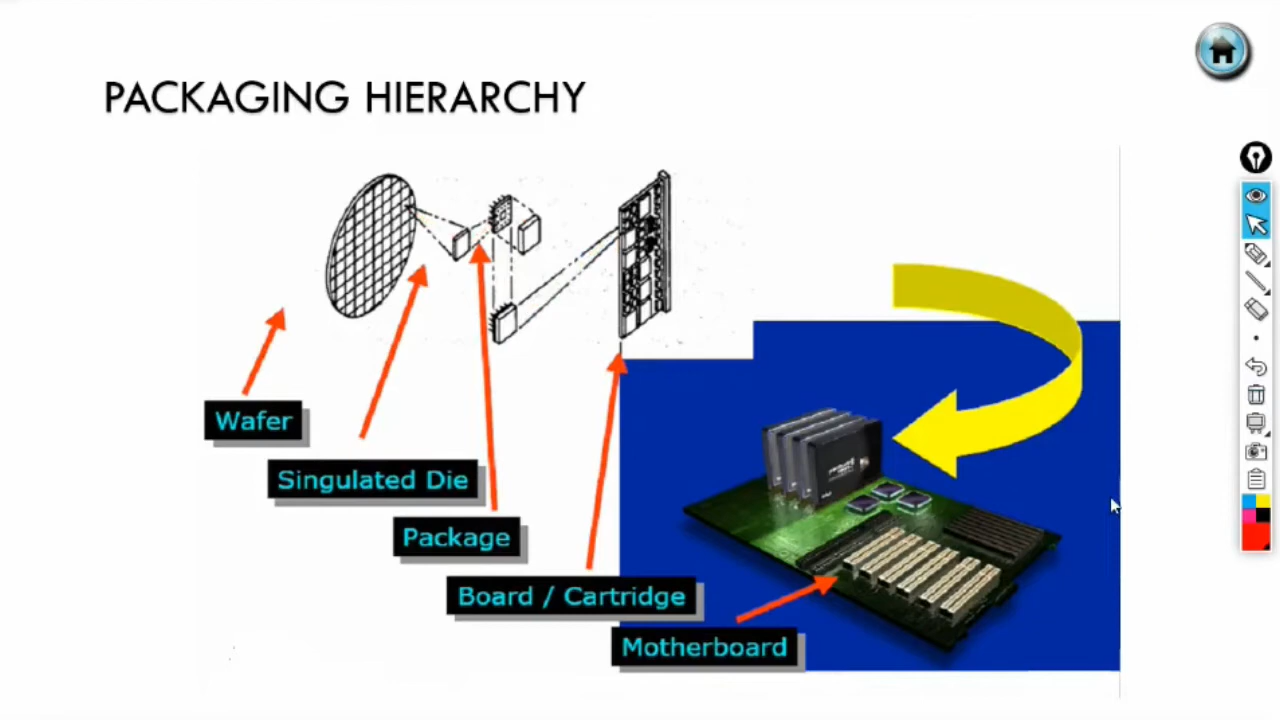 PACKAGING HIERARCHY
Wafer
Singulated Die
Package
Board / Cartridge
Motherboard